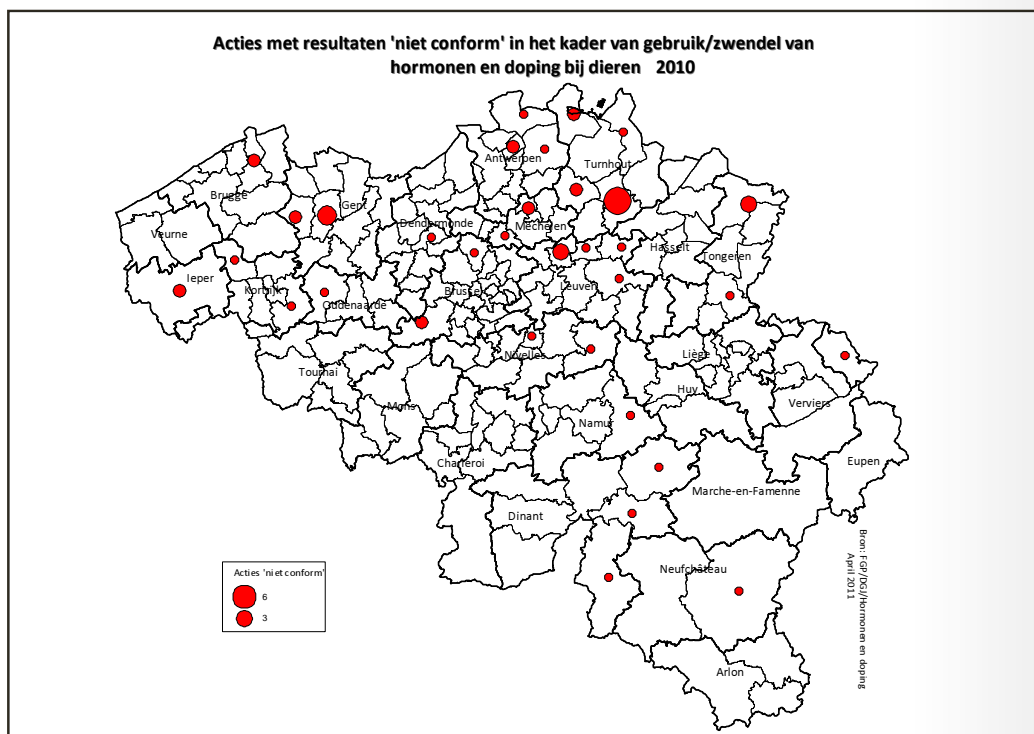 Acties met resultaten 'niet conform' in het kader van gebruik/zwendel van
hormonen en doping bij dieren 2010
Antwerpen
Turnhout
Brugge
Gent
Veurne
Dendermonde
Mechelen
Hasselt
Tongeren
Ieper
Kortrijk
Oudenaarde
Brussel
Leuven
Tournai
Nivelles
Liège
Huy
Verviers
Mons
Namur
Charleroi
Eupen
Marche-en-Famenne
Dinant
Neufchâteau
Arlon
Acties 'niet conform'
6
3
Bron: FGP/DGJ/Hormonen en doping
April 2011